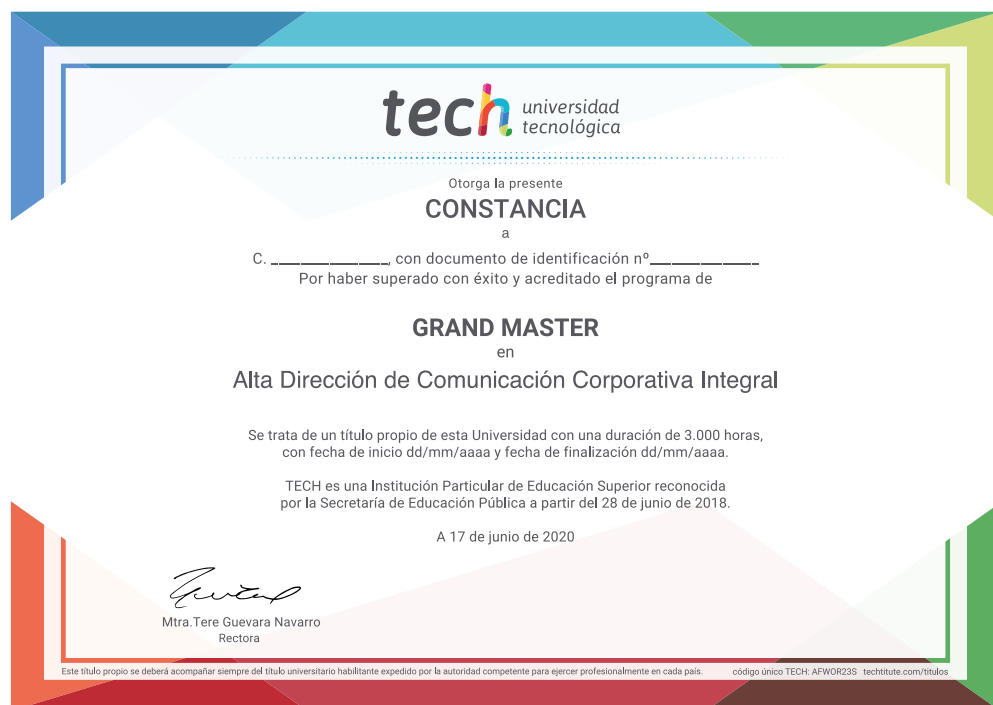 tech universidad
tecnológica
Otorga la presente
CONSTANCIA
a
C. ______________, con documento de identificación nº_____________
Por haber superado con éxito y acreditado el programa de
GRAND MASTER
en
Alta Dirección de Comunicación Corporativa Integral
Se trata de un título propio de esta Universidad con una duración de 3.000 horas,
con fecha de inicio dd/mm/aaaa y fecha de finalización dd/mm/aaaa.
TECH es una Institución Particular de Educación Superior reconocida
por la Secretaría de Educación Pública a partir del 28 de junio de 2018.
A 17 de junio de 2020
Mtra.Tere Guevara Navarro
Rectora
Este título propio se deberá acompañar siempre del título universitario habilitante expedido por la autoridad competente para ejercer profesionalmente en cada país. código único TECH: AFWOR23S techtitute.com/titulos